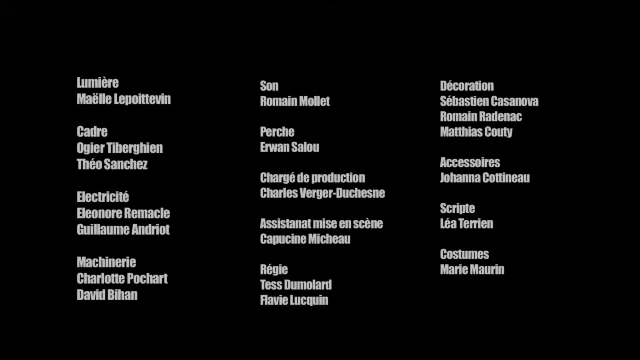 Lumière
Maëlle Lepoittevin
Cadre
Ogier Tiberghien
Théo Sanchez
Electricité
Eleonore Remacle
Guillaume Andriot
Machinerie
Charlotte Pochart
David Bihan
Son
Romain Mollet
Perche
Erwan Salou
Chargé de production
Charles Verger-Duchesne
Assistanat mise en scène
Capucine Micheau
Régie
Tess Dumolard
Flavie Lucquin
Décoration
Sébastien Casanova
Romain Radenac
Matthias Couty
Accessoires
Johanna Cottineau
Scripte
Léa Terrien
Costumes
Marie Maurin